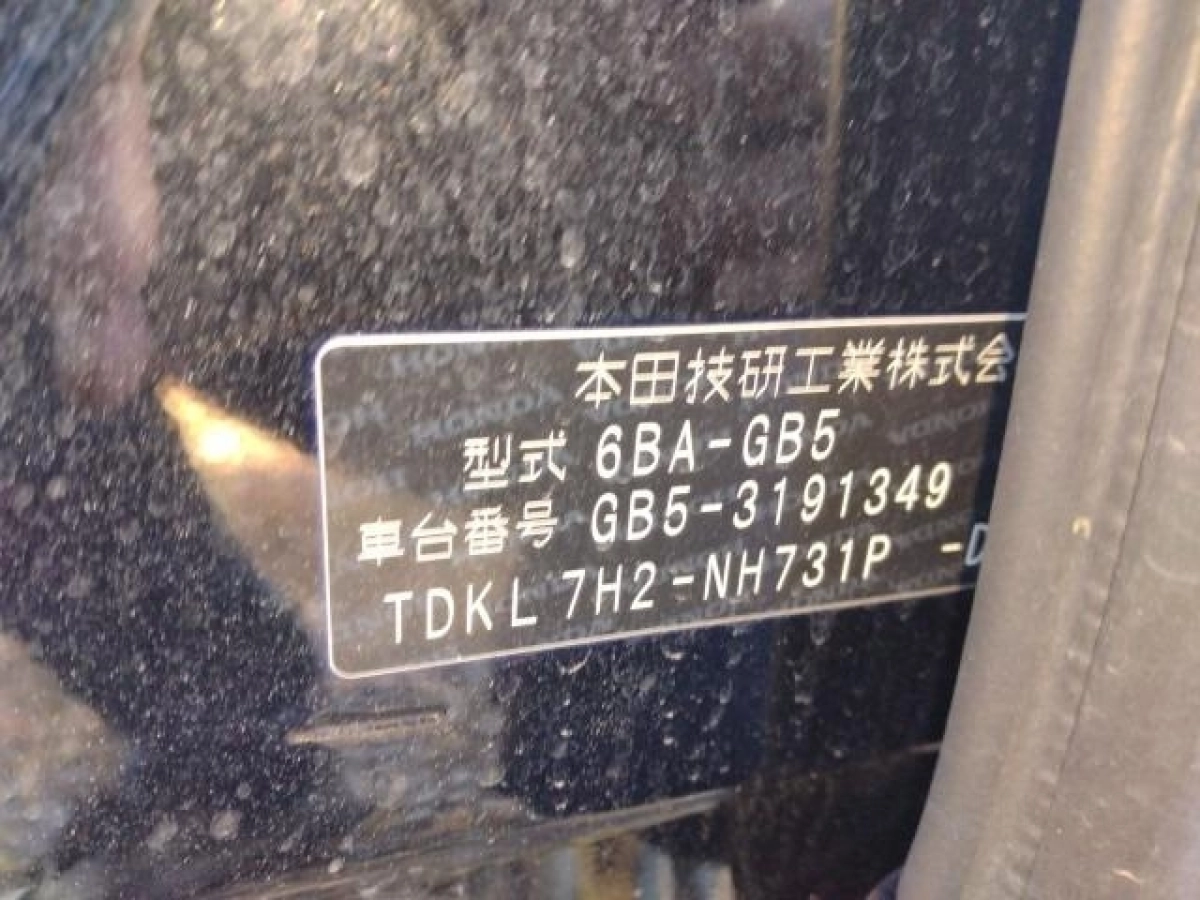 本田技研工業株式会
型式 6BA-GB5
車台番号 GB5-3191349
TDKL 7H2-NH731P -D